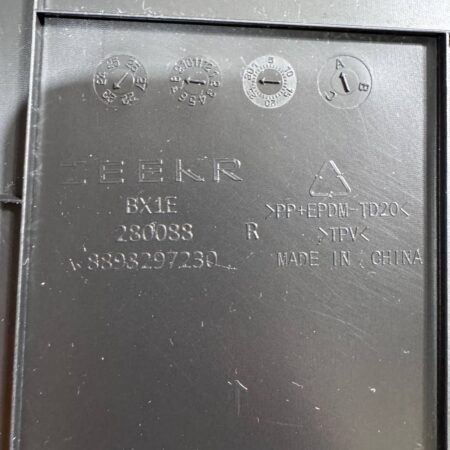 A
B
C
ZEEKR
BX1E
280088 R
8898297230
>PP+EPDM-TD20<
>TPV<
MADE IN CHINA